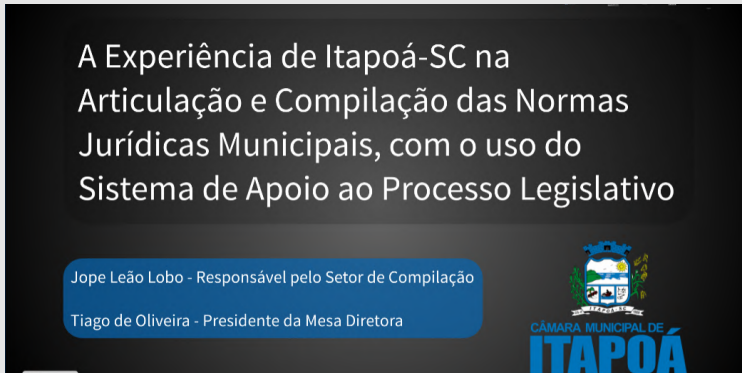 A Experiência de Itapoá-SC na
Articulação e Compilação das Normas
Jurídicas Municipais, com o uso do
Sistema de Apoio ao Processo Legislativo
Jope Leão Lobo - Responsável pelo Setor de Compilação
Tiago de Oliveira - Presidente da Mesa Diretora
ITAPOÁ-SC
CÂMARA MUNICIPAL DE
ITAPOÁ